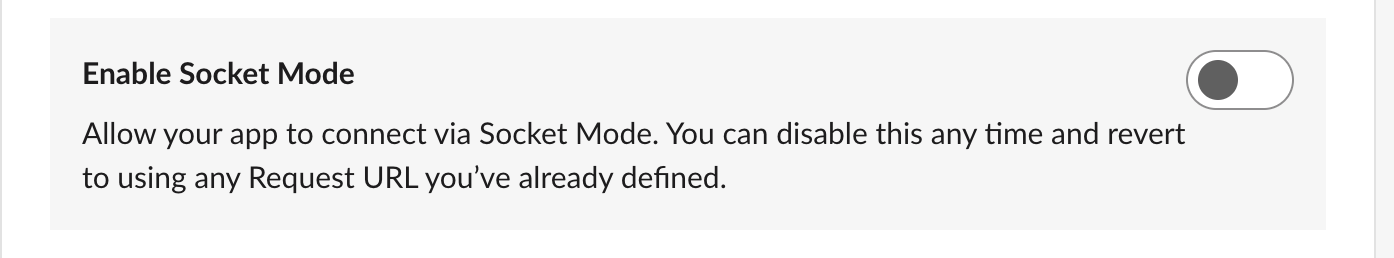 Enable Socket Mode
Allow your app to connect via Socket Mode. You can disable this any time and revert
to using any Request URL you’ve already defined.